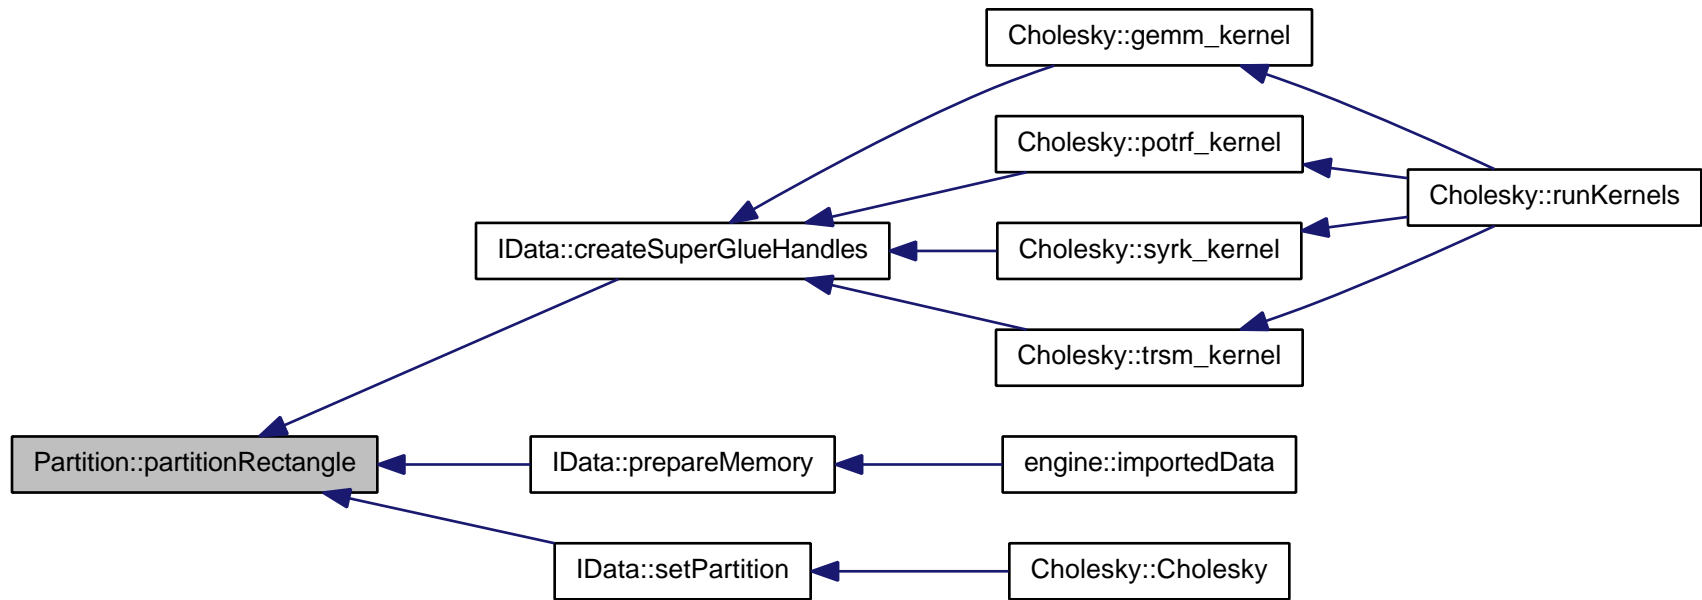 Cholesky::gemm_kernel
Cholesky::potrf_kernel
Cholesky::runKernels
IData::createSuperGlueHandles
Cholesky::syrk_kernel
Cholesky::trsm_kernel
Partition::partitionRectangle
IData::prepareMemory
engine::importedData
IData::setPartition
Cholesky::Cholesky